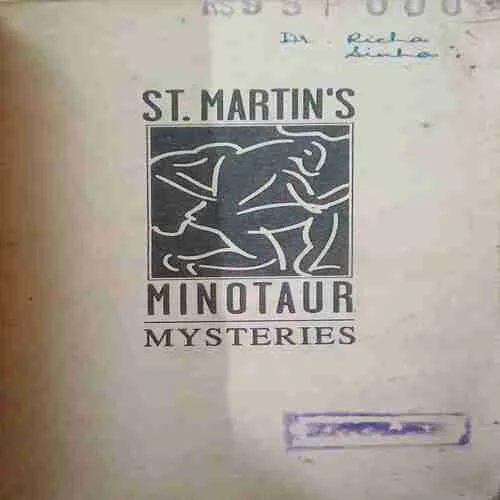 Dr. Richa
Sinha
ST. MARTIN'S
MINOTAUR
MYSTERIES